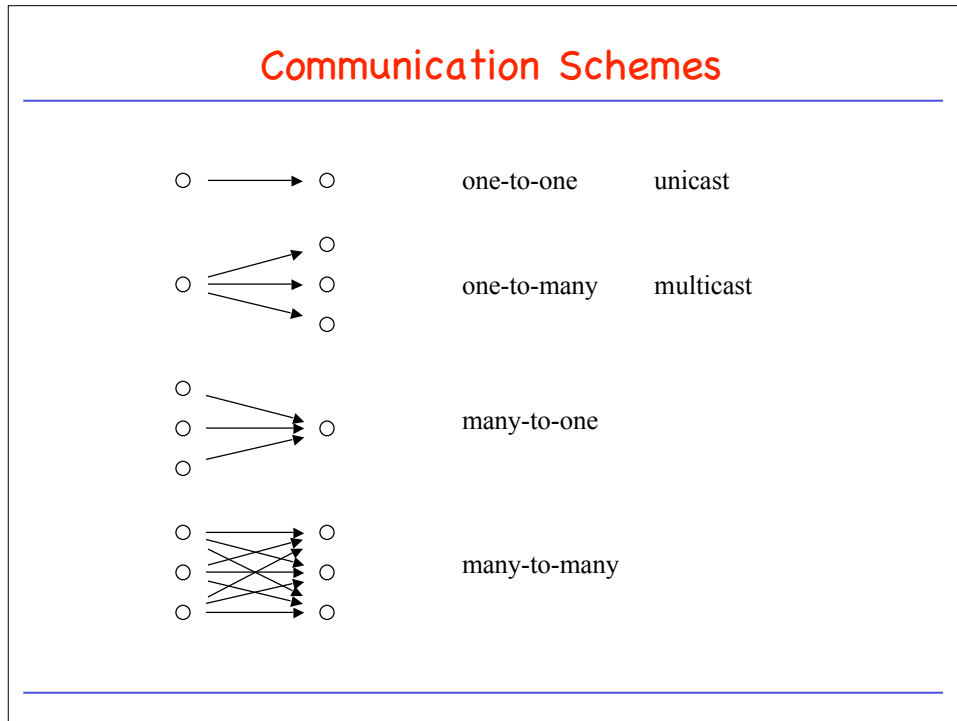 Communication Schemes
one-to-one unicast
one-to-many multicast
many-to-one
many-to-many